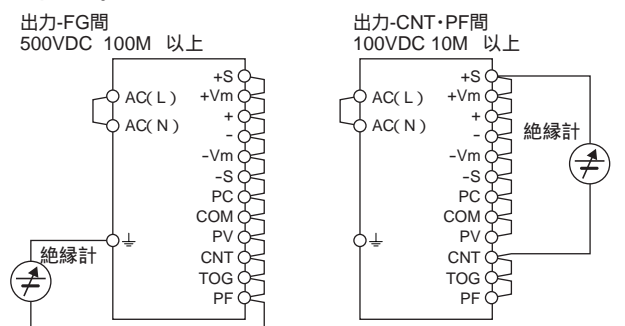 出力-FG間
500VDC 100M 以上
AC(L)
AC(N)
+S
+Vm
+
-
-Vm
-S
PC
COM
PV
CNT
TOG
PF
絶縁計
出力-CNT・PF間
100VDC 10M 以上
AC(L)
AC(N)
+S
+Vm
+
-
-Vm
-S
PC
COM
PV
CNT
TOG
PF
絶縁計